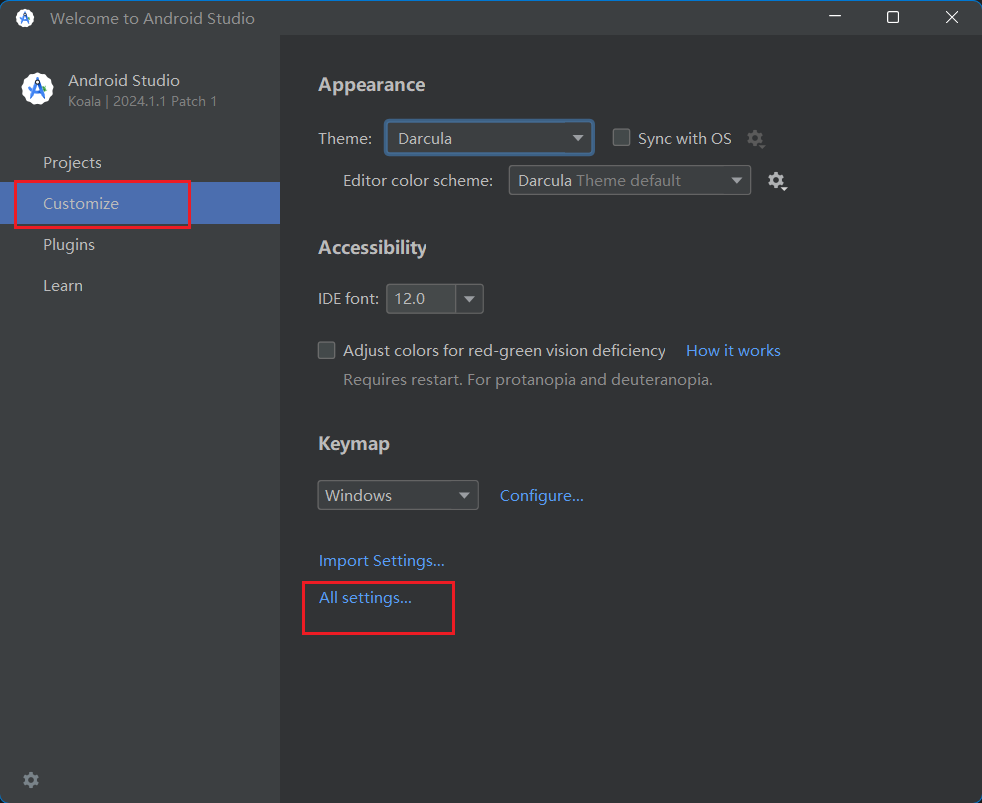 Welcome to Android Studio
Android Studio
Koala | 2024.1.1 Patch 1
Projects
Customize
Plugins
Learn
Appearance
Theme: Darcula Sync with OS
Editor color scheme: Darcula Theme default
Accessibility
IDE font: 12.0
Adjust colors for red-green vision deficiency How it works
Requires restart. For protanopia and deuteranopia.
Keymap
Windows Configure...
Import Settings...
All settings...